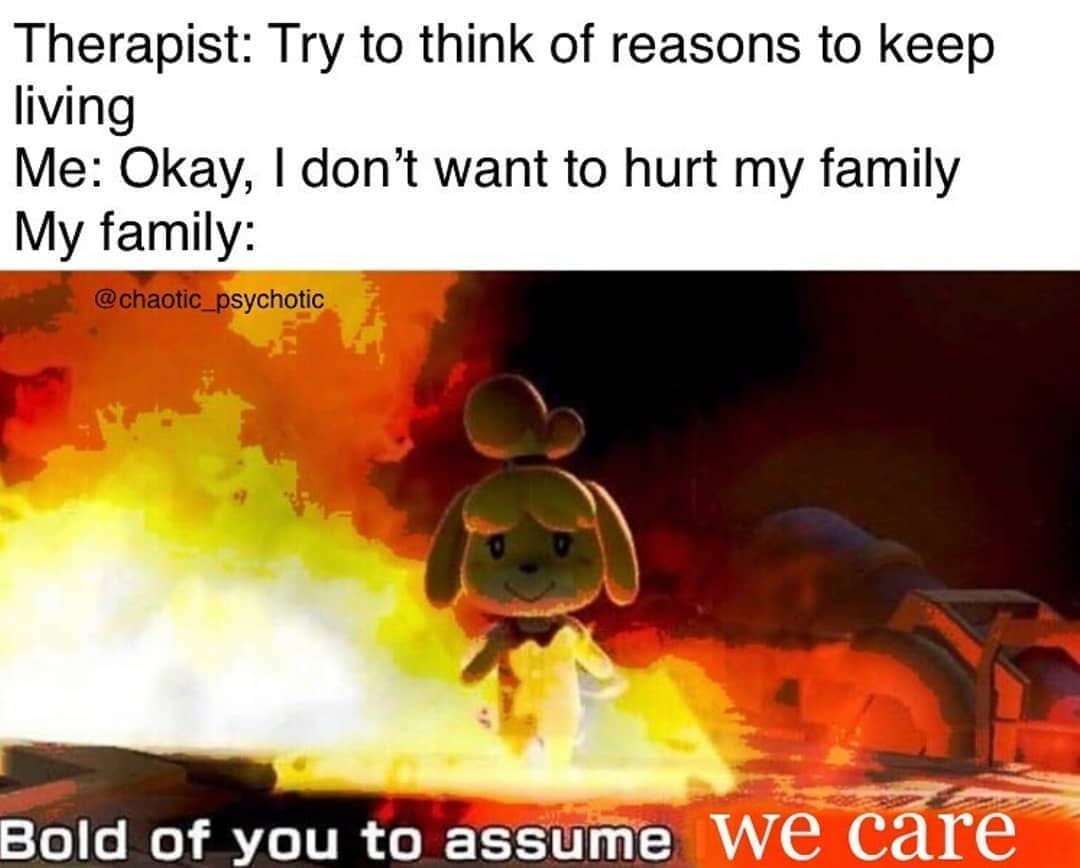 Therapist: Try to think of reasons to keep
living
Me: Okay, I don’t want to hurt my family
My family:
@chaotic_psychotic
Bold of you to assume we care